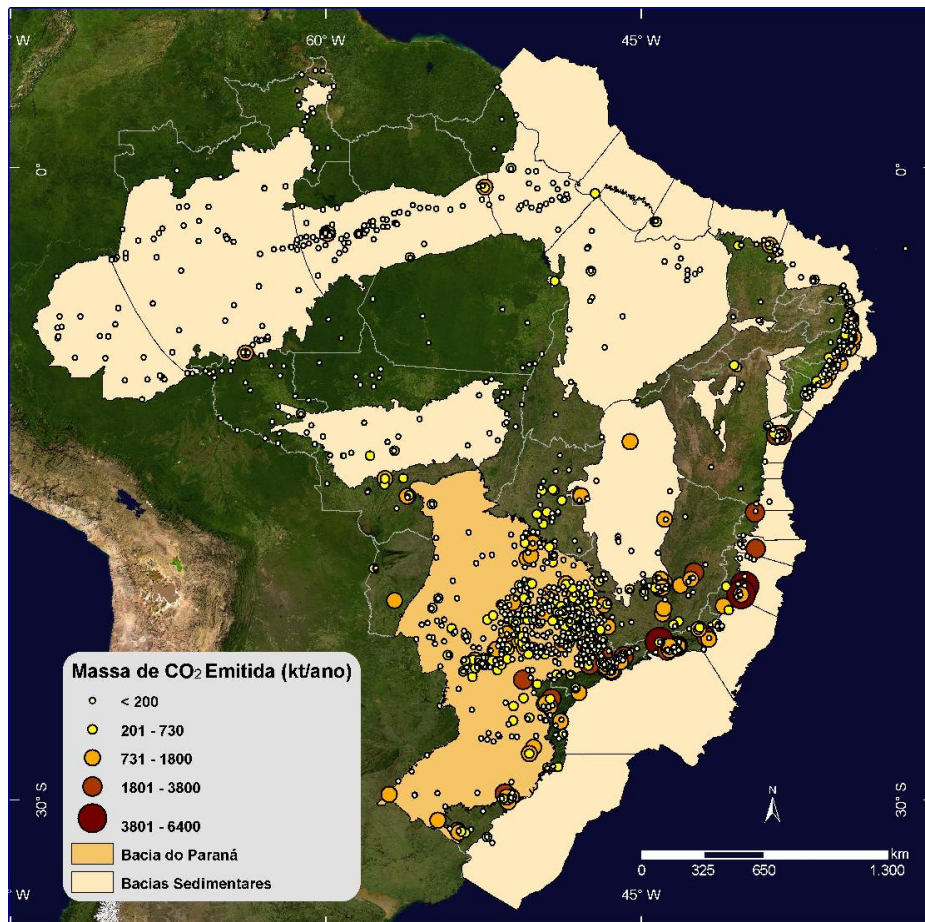 60° W 45° W
0° 0°
Massa de CO₂ Emitida (kt/ano)
< 200
201 - 730
731 - 1800
1801 - 3800
3801 - 6400
Bacia do Paraná
Bacias Sedimentares
30° S 30° S
N
km
0 325 650 1.300
45° W